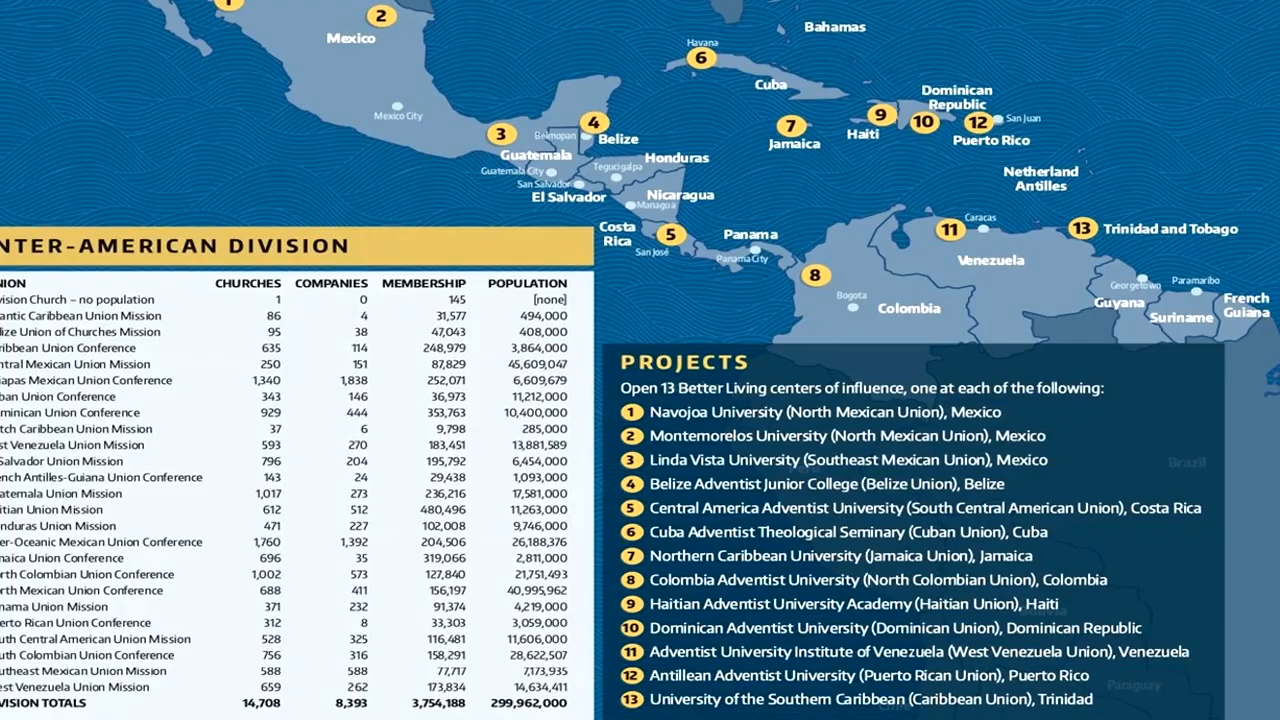 1
2
Mexico
Bahamas
Havana
6
Cuba
Dominican
Republic
Mexico City
3
Belmopan
4
Belize
7
Jamaica
9
Haiti
10
12
San Juan
Puerto Rico
Guatemala
Honduras
Guatemala City
Tegucigalpa
San Salvador
El Salvador
Nicaragua
Managua
Netherland
Antilles
Costa
Rica
5
San José
Panama
Panama City
11
Caracas
13
Trinidad and Tobago
Venezuela
8
Bogota
Colombia
Georgetown
Guyana
Paramaribo
Suriname
French
Guiana
Brazil
Paraguay
NTER-AMERICAN DIVISION
NION CHURCHES COMPANIES MEMBERSHIP POPULATION
vision Church – no population 1 0 145 [none]
antic Caribbean Union Mission 86 4 31,577 494,000
lize Union of Churches Mission 95 38 47,043 408,000
ribbean Union Conference 635 114 248,979 3,864,000
ntral Mexican Union Mission 250 151 87,829 45,609,047
iapas Mexican Union Conference 1,340 1,838 252,071 6,609,679
ban Union Conference 343 146 36,973 11,212,000
minican Union Conference 929 444 353,763 10,400,000
tch Caribbean Union Mission 37 6 9,798 285,000
st Venezuela Union Mission 593 270 183,451 13,881,589
Salvador Union Mission 796 204 195,792 6,454,000
ench Antilles-Guiana Union Conference 143 24 29,438 1,093,000
atemala Union Mission 1,017 273 236,216 17,581,000
itian Union Mission 612 512 480,496 11,263,000
nduras Union Mission 471 227 102,008 9,746,000
er-Oceanic Mexican Union Conference 1,760 1,392 204,506 26,188,376
maica Union Conference 696 35 319,066 2,811,000
rth Colombian Union Conference 1,002 573 127,840 21,751,493
rth Mexican Union Conference 688 411 156,197 40,995,962
nama Union Mission 371 232 91,374 4,219,000
erto Rican Union Conference 312 8 33,303 3,059,000
uth Central American Union Mission 528 325 116,481 11,606,000
uth Colombian Union Conference 756 316 158,291 28,622,507
utheast Mexican Union Mission 588 588 77,717 7,173,935
est Venezuela Union Mission 659 262 173,834 14,634,411
VISION TOTALS 14,708 8,393 3,754,188 299,962,000
PROJECTS
Open 13 Better Living centers of influence, one at each of the following:
1 Navojoa University (North Mexican Union), Mexico
2 Montemorelos University (North Mexican Union), Mexico
3 Linda Vista University (Southeast Mexican Union), Mexico
4 Belize Adventist Junior College (Belize Union), Belize
5 Central America Adventist University (South Central American Union), Costa Rica
6 Cuba Adventist Theological Seminary (Cuban Union), Cuba
7 Northern Caribbean University (Jamaica Union), Jamaica
8 Colombia Adventist University (North Colombian Union), Colombia
9 Haitian Adventist University Academy (Haitian Union), Haiti
10 Dominican Adventist University (Dominican Union), Dominican Republic
11 Adventist University Institute of Venezuela (West Venezuela Union), Venezuela
12 Antillean Adventist University (Puerto Rican Union), Puerto Rico
13 University of the Southern Caribbean (Caribbean Union), Trinidad